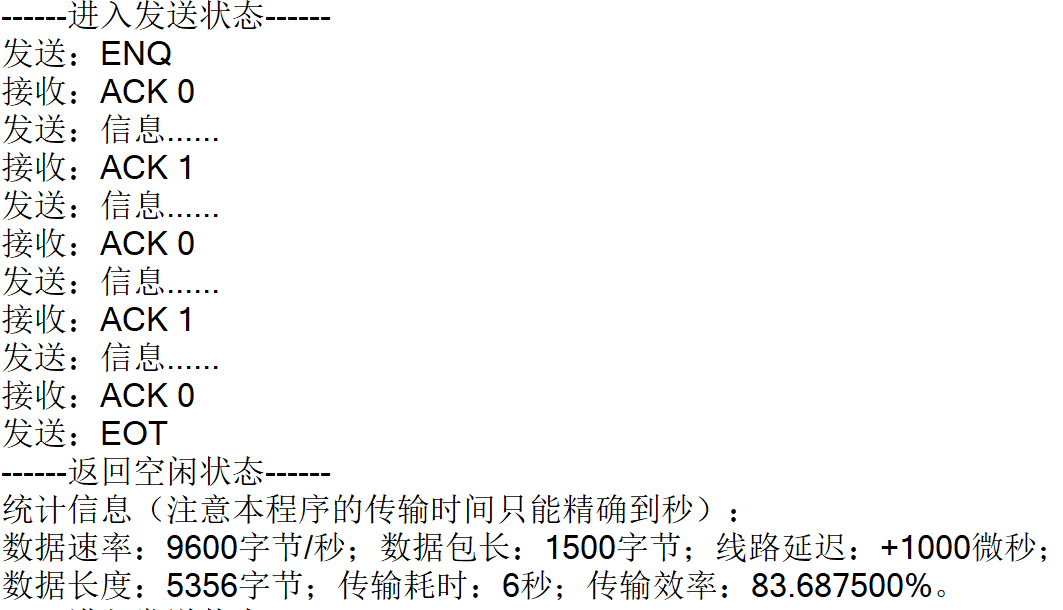 ------进入发送状态------
发送：ENQ
接收：ACK 0
发送：信息......
接收：ACK 1
发送：信息......
接收：ACK 0
发送：信息......
接收：ACK 1
发送：信息......
接收：ACK 0
发送：EOT
------返回空闲状态------
统计信息（注意本程序的传输时间只能精确到秒）：
数据速率：9600字节/秒；数据包长：1500字节；线路延迟：+1000微秒；
数据长度：5356字节；传输耗时：6秒；传输效率：83.687500%。